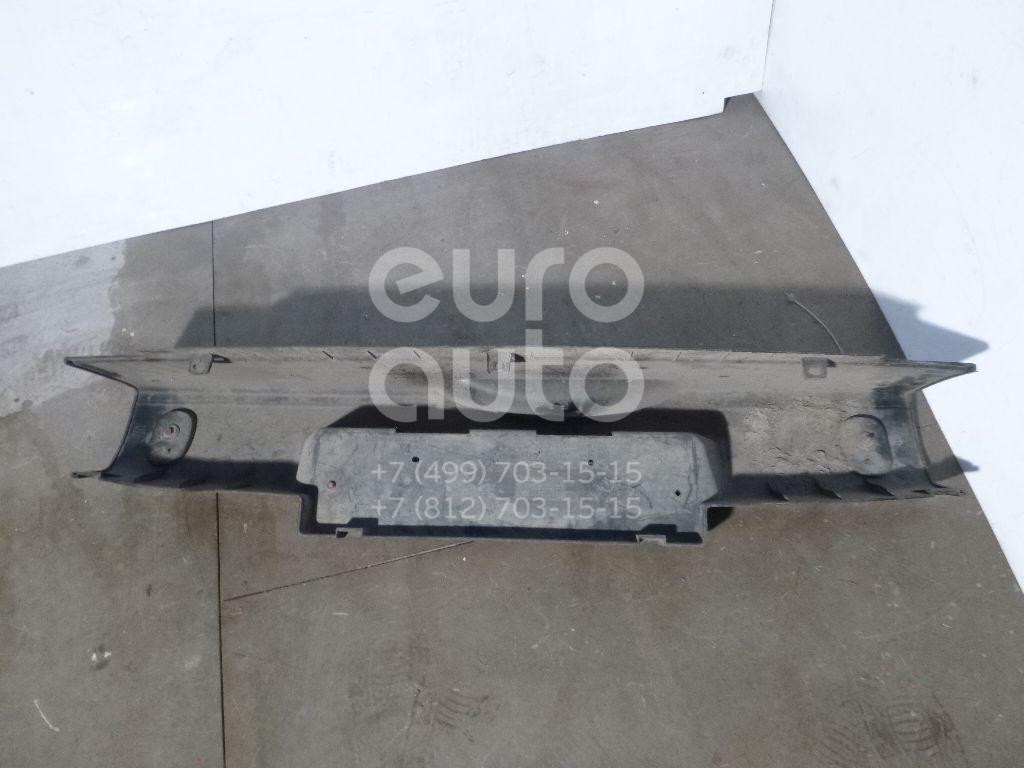 euro
auto
+7 (499) 703-15-15
+7 (812) 703-15-15